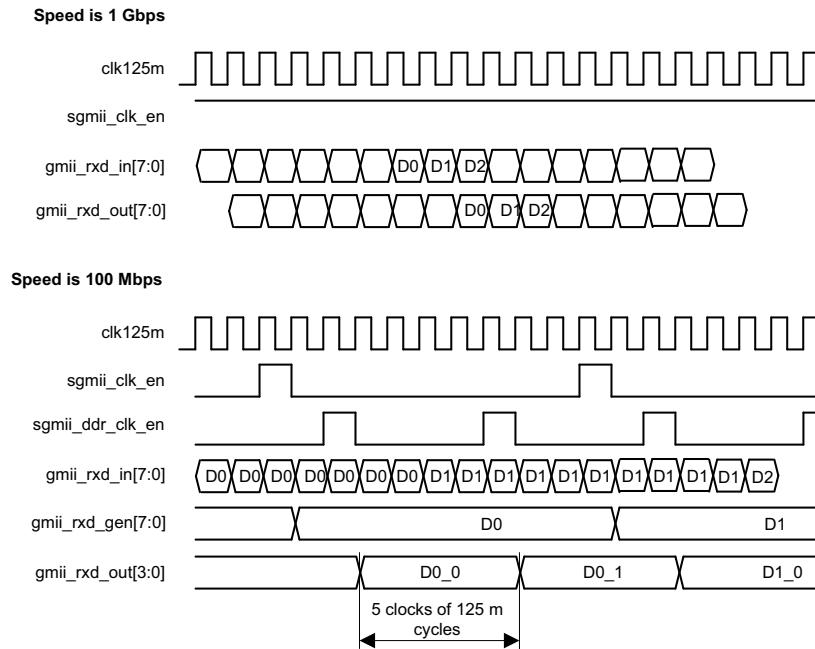 Speed is 1 Gbps
clk125m
sgmii_clk_en
gmii_rxd_in[7:0] D0 D1 D2
gmii_rxd_out[7:0] D0 D1 D2
Speed is 100 Mbps
clk125m
sgmii_clk_en
sgmii_ddr_clk_en
gmii_rxd_in[7:0] D0 D0 D0 D0 D0 D0 D0 D1 D1 D1 D1 D1 D1 D1 D1 D1 D1 D2
gmii_rxd_gen[7:0] D0 D1
gmii_rxd_out[3:0] D0_0 D0_1 D1_0
5 clocks of 125 m
cycles